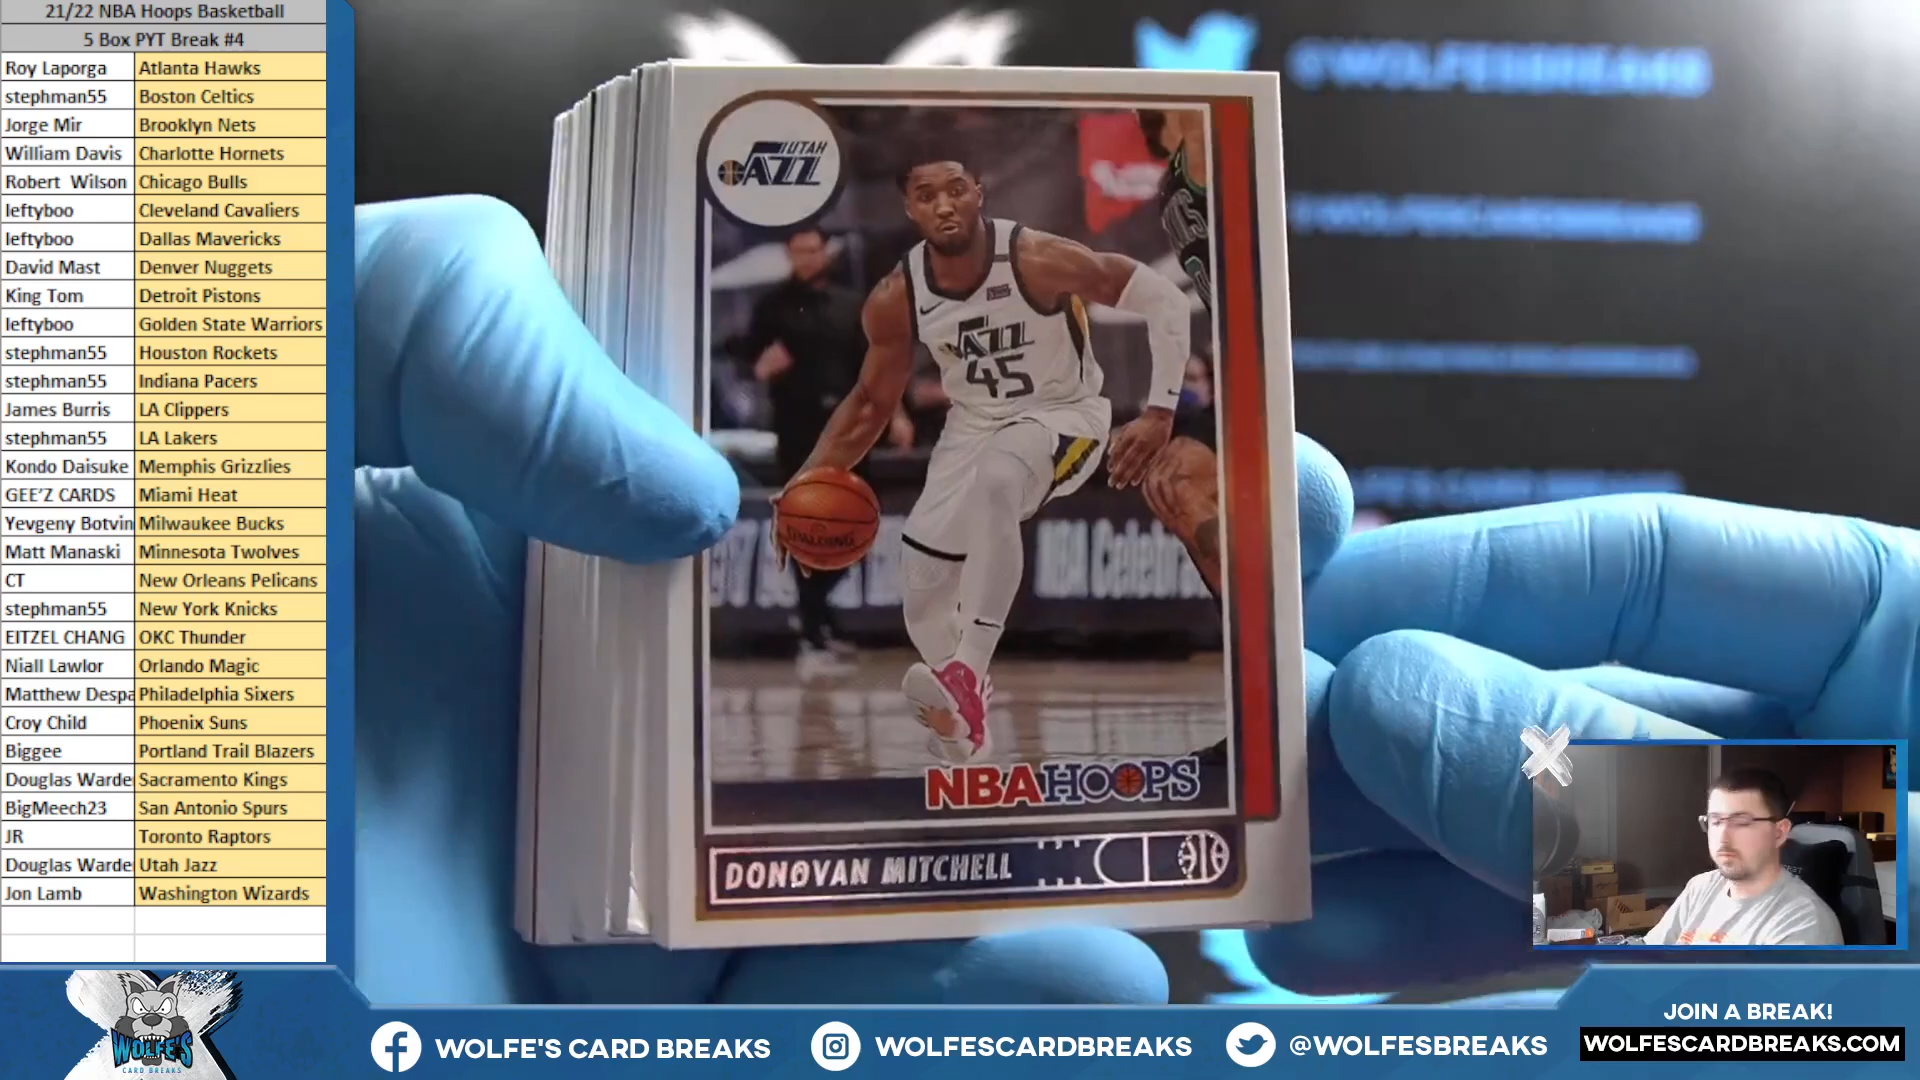 21/22 NBA Hoops Basketball
5 Box PYT Break #4
Roy Laporga Atlanta Hawks
stephman55 Boston Celtics
Jorge Mir Brooklyn Nets
William Davis Charlotte Hornets
Robert Wilson Chicago Bulls
leftyboo Cleveland Cavaliers
leftyboo Dallas Mavericks
David Mast Denver Nuggets
King Tom Detroit Pistons
leftyboo Golden State Warriors
stephman55 Houston Rockets
stephman55 Indiana Pacers
James Burris LA Clippers
stephman55 LA Lakers
Kondo Daisuke Memphis Grizzlies
GEE'Z CARDS Miami Heat
Yevgeny Botvin Milwaukee Bucks
Matt Manaski Minnesota Twolves
CT New Orleans Pelicans
stephman55 New York Knicks
EITZEL CHANG OKC Thunder
Niall Lawlor Orlando Magic
Matthew Despa Philadelphia Sixers
Croy Child Phoenix Suns
Biggee Portland Trail Blazers
Douglas Warde Sacramento Kings
BigMeech23 San Antonio Spurs
JR Toronto Raptors
Douglas Warde Utah Jazz
Jon Lamb Washington Wizards
@WOLFESBREAKS
UTAH
JAZZ
JAZZ
45
SPALDING
NBA Celebra
NBA HOOPS
DONOVAN MITCHELL
WOLFE'S
CARD BREAKS
WOLFE'S CARD BREAKS
WOLFESCARDBREAKS
@WOLFESBREAKS
JOIN A BREAK!
WOLFESCARDBREAKS.COM